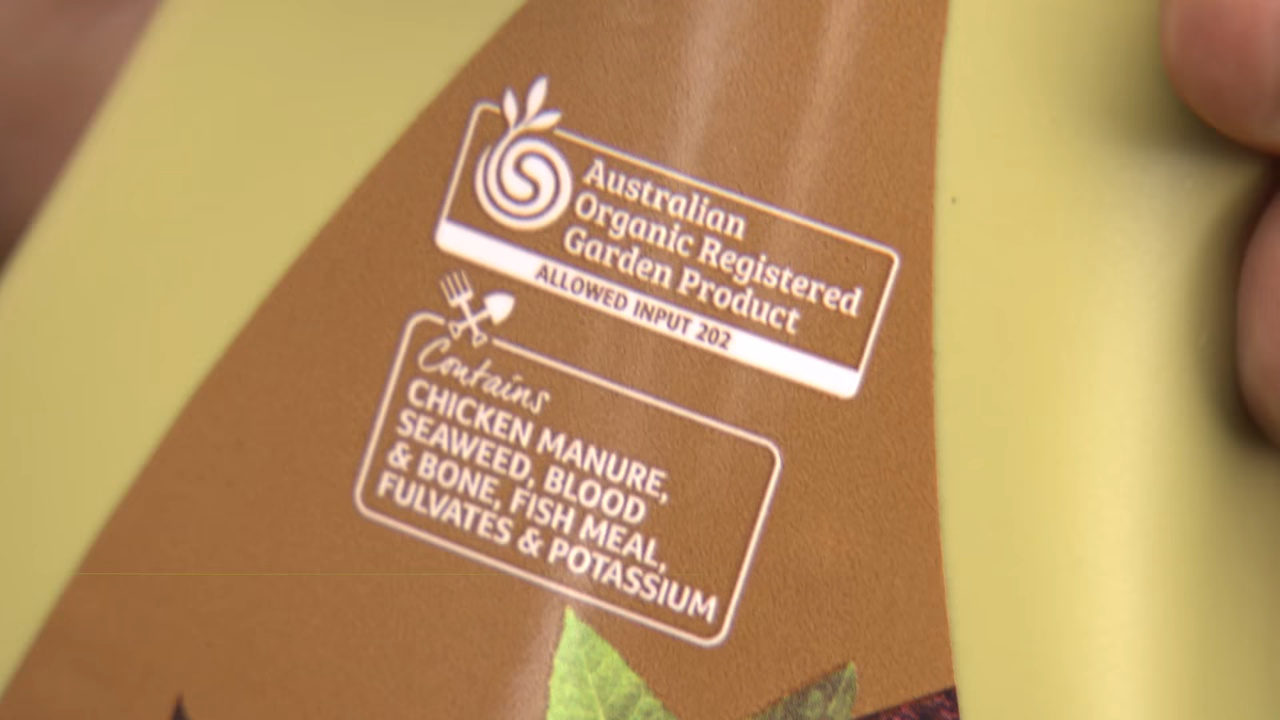 Australian
Organic Registered
Garden Product
ALLOWED INPUT 202
Contains
CHICKEN MANURE,
SEAWEED, BLOOD
& BONE, FISH MEAL,
FULVATES & POTASSIUM